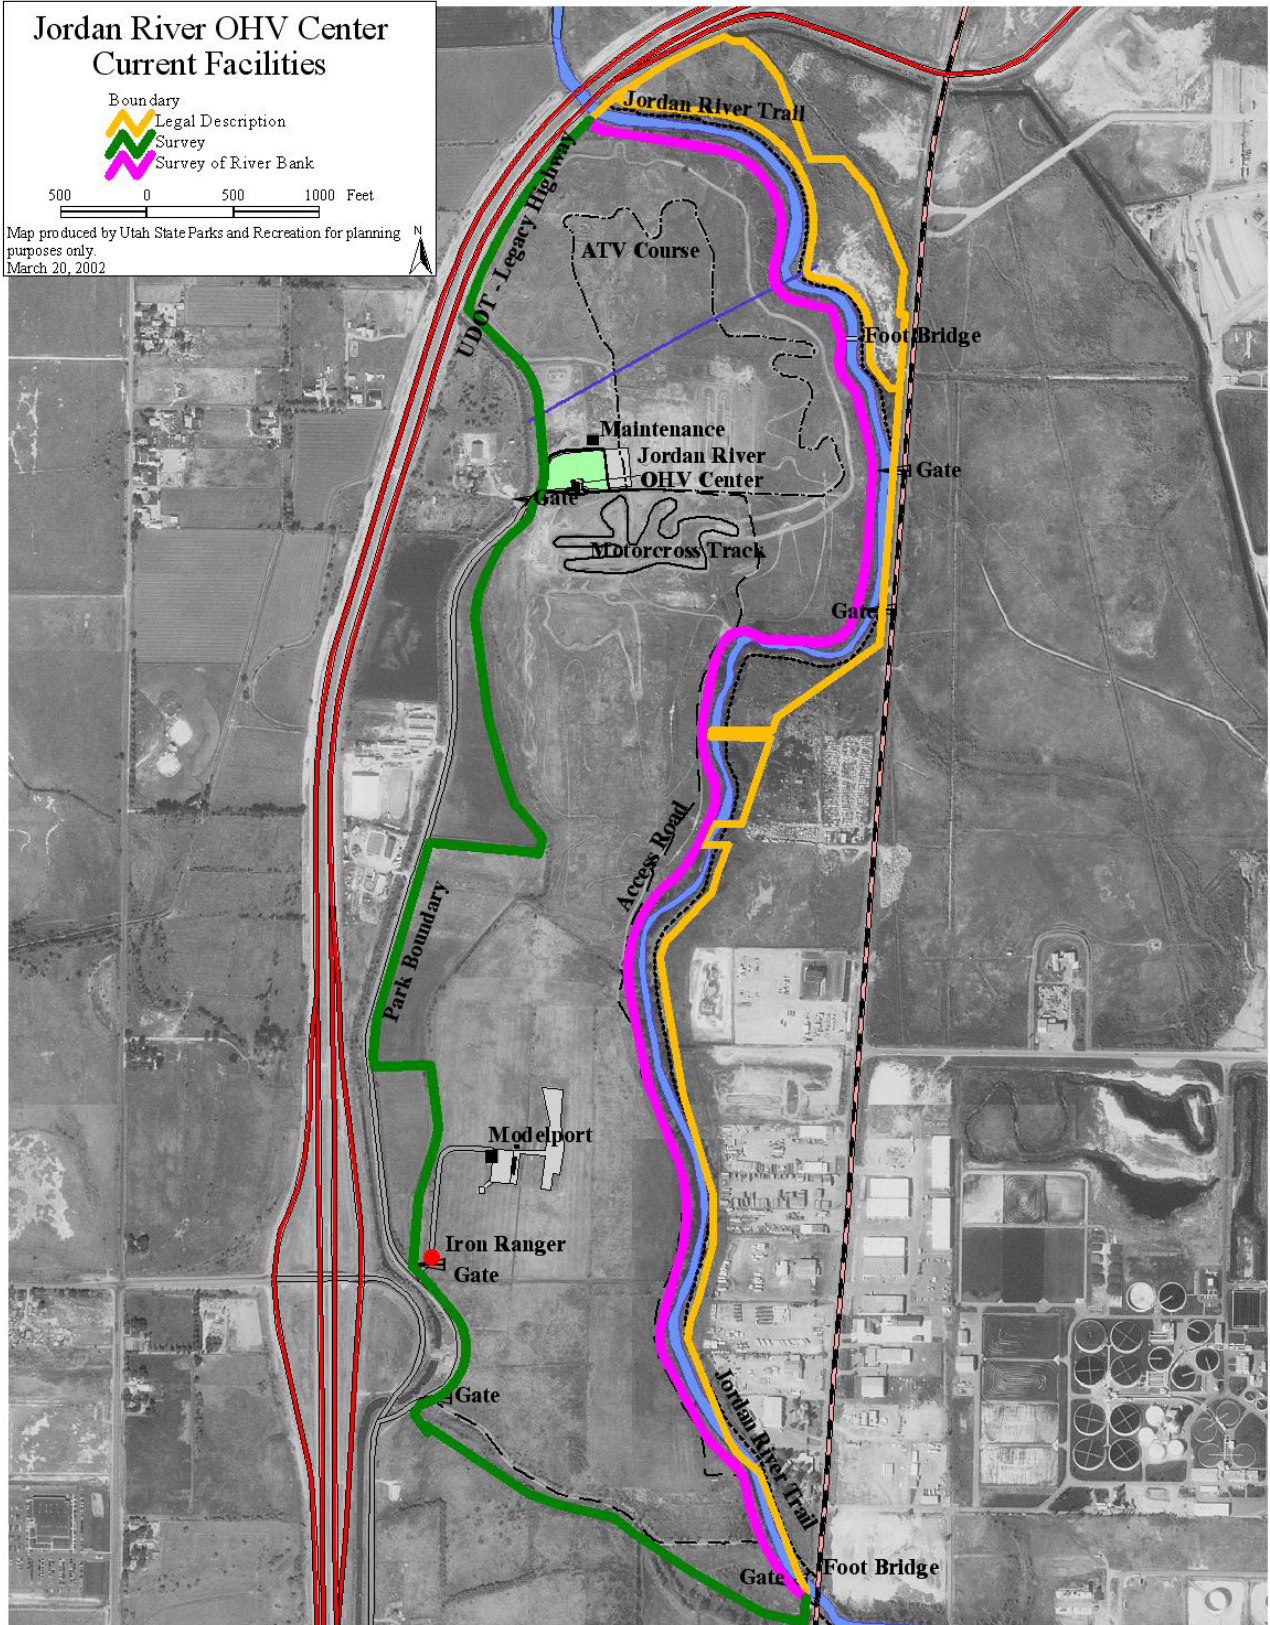 Jordan River OHV Center
Current Facilities
Boundary
Legal Description
Survey
Survey of River Bank
500 0 500 1000 Feet
Map produced by Utah State Parks and Recreation for planning
purposes only.
March 20, 2002
N
Jordan River Trail
UDOT - Legacy Highway
ATV Course
Foot Bridge
Maintenance
Jordan River
OHV Center
Gate
Gate
Motorcross Track
Gate
Access Road
Park Boundary
Modelport
Iron Ranger
Gate
Gate
Jordan River Trail
Foot Bridge
Gate